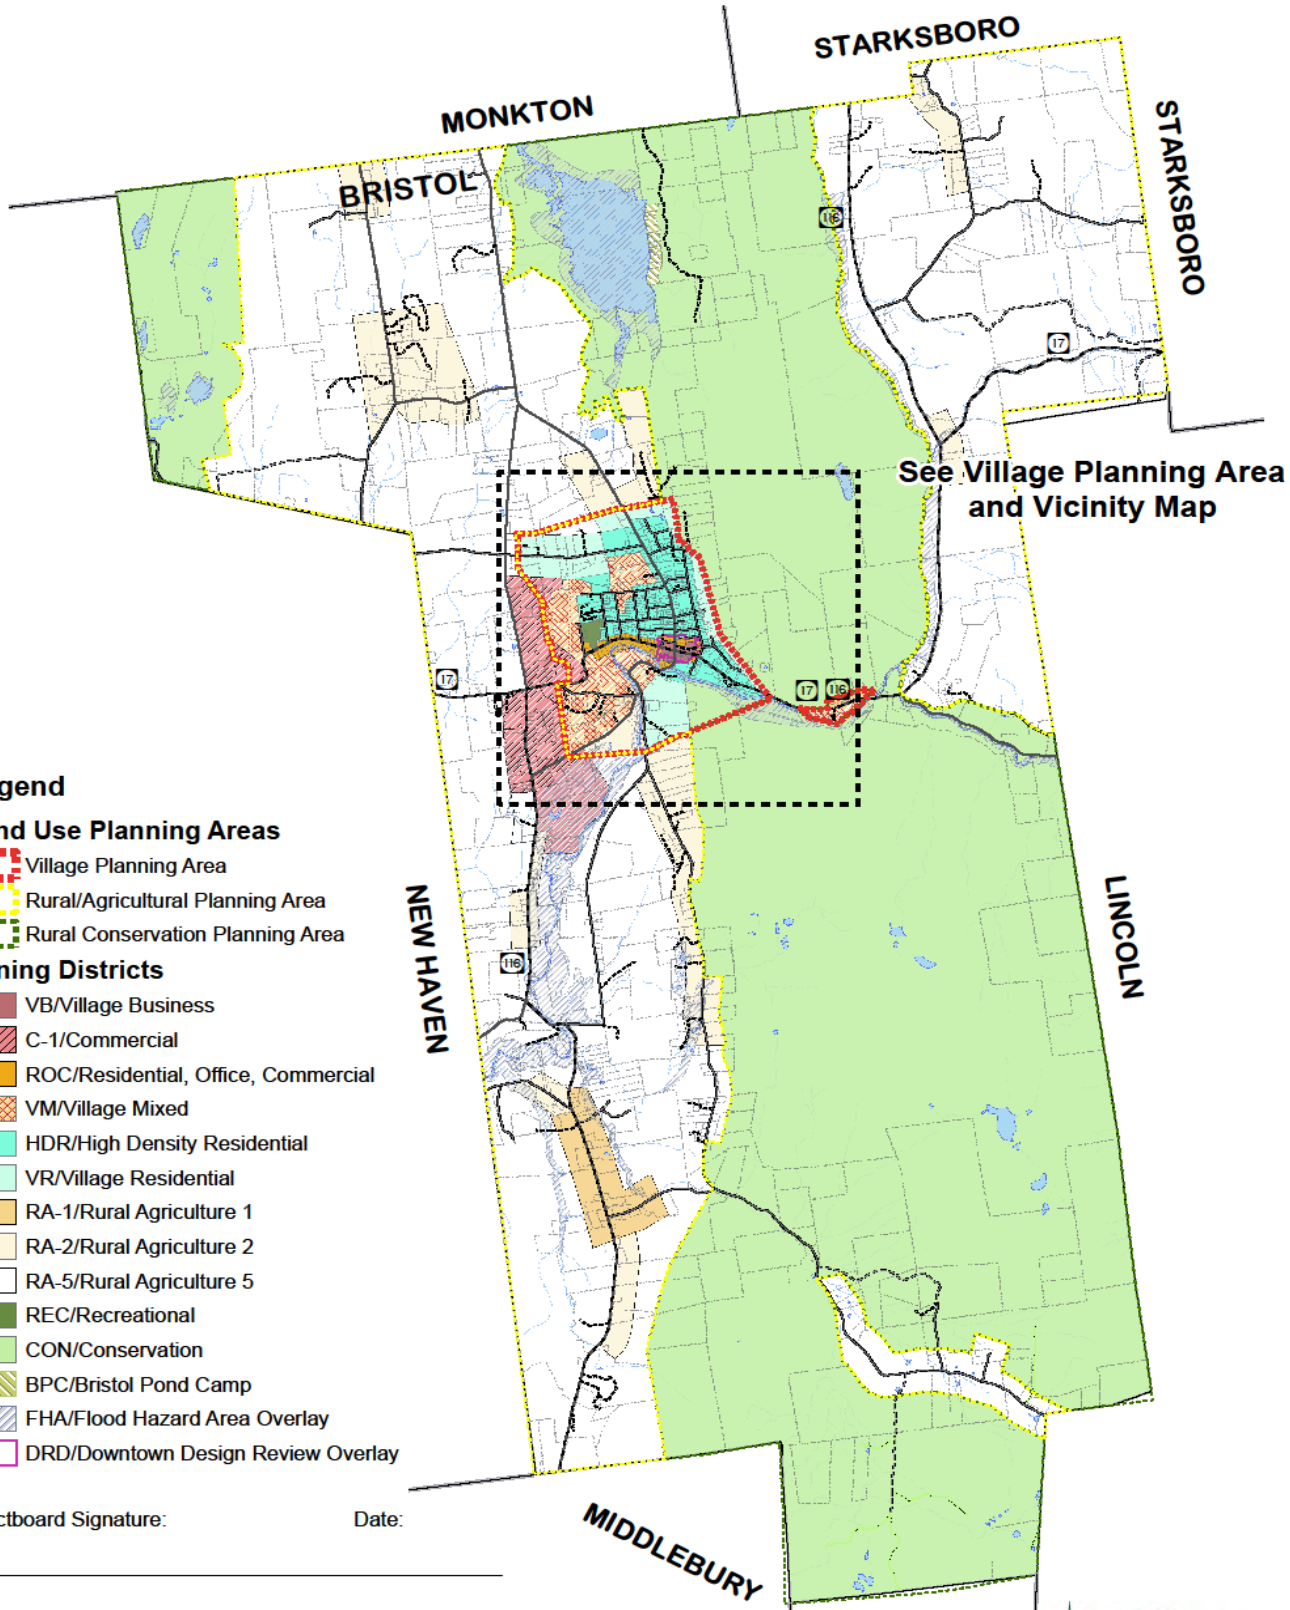 STARKSBORO
MONKTON
STARKSBORO
BRISTOL
116
17
See Village Planning Area
and Vicinity Map
17
17
116
gend
nd Use Planning Areas
Village Planning Area
Rural/Agricultural Planning Area
Rural Conservation Planning Area
ning Districts
VB/Village Business
C-1/Commercial
ROC/Residential, Office, Commercial
VM/Village Mixed
HDR/High Density Residential
VR/Village Residential
RA-1/Rural Agriculture 1
RA-2/Rural Agriculture 2
RA-5/Rural Agriculture 5
REC/Recreational
CON/Conservation
BPC/Bristol Pond Camp
FHA/Flood Hazard Area Overlay
DRD/Downtown Design Review Overlay
NEW HAVEN
116
LINCOLN
ctboard Signature: Date:
MIDDLEBURY